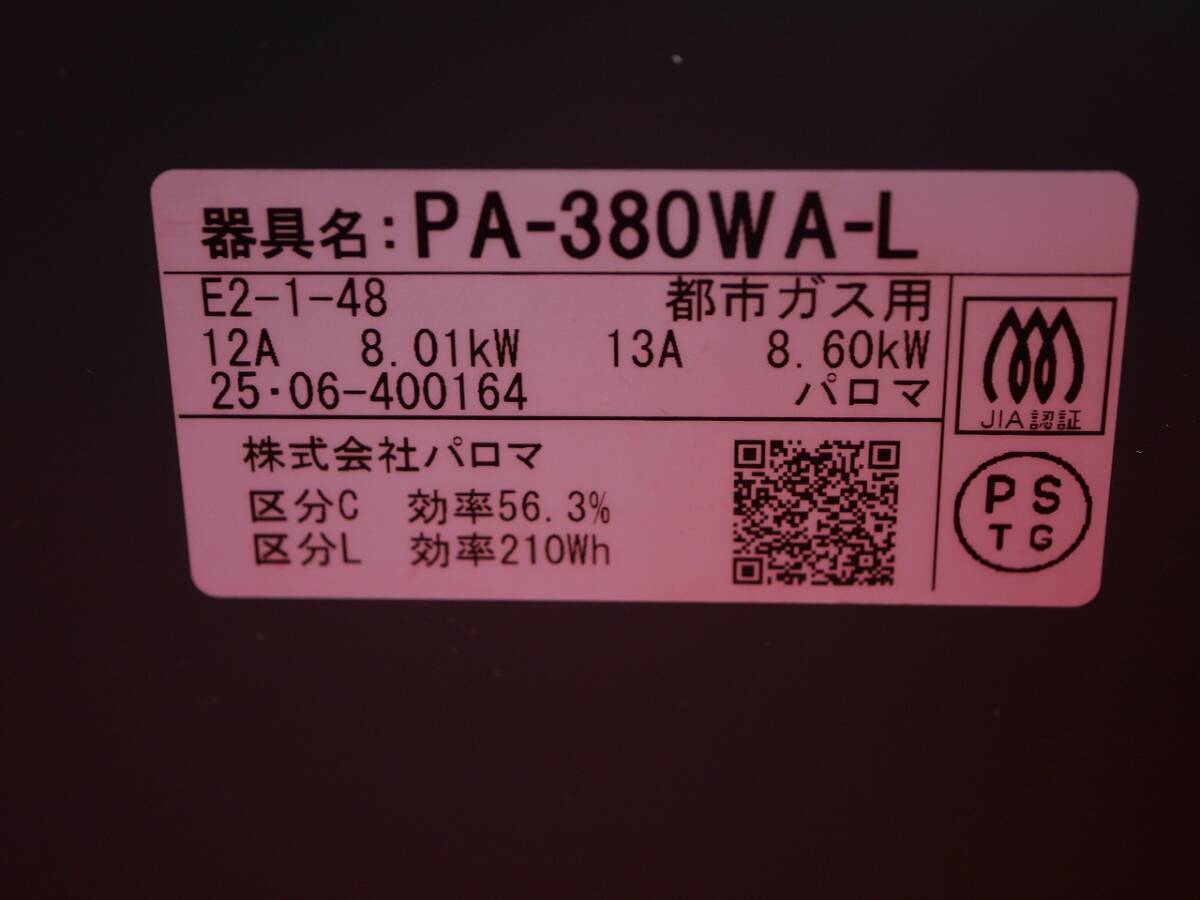 器具名:PA-380WA-L
E2-1-48 都市ガス用
12A 8.01kW 13A 8.60kW
25・06-400164 パロマ
JIA認証
株式会社パロマ
区分C 効率56.3%
区分L 効率210Wh
PS
TG